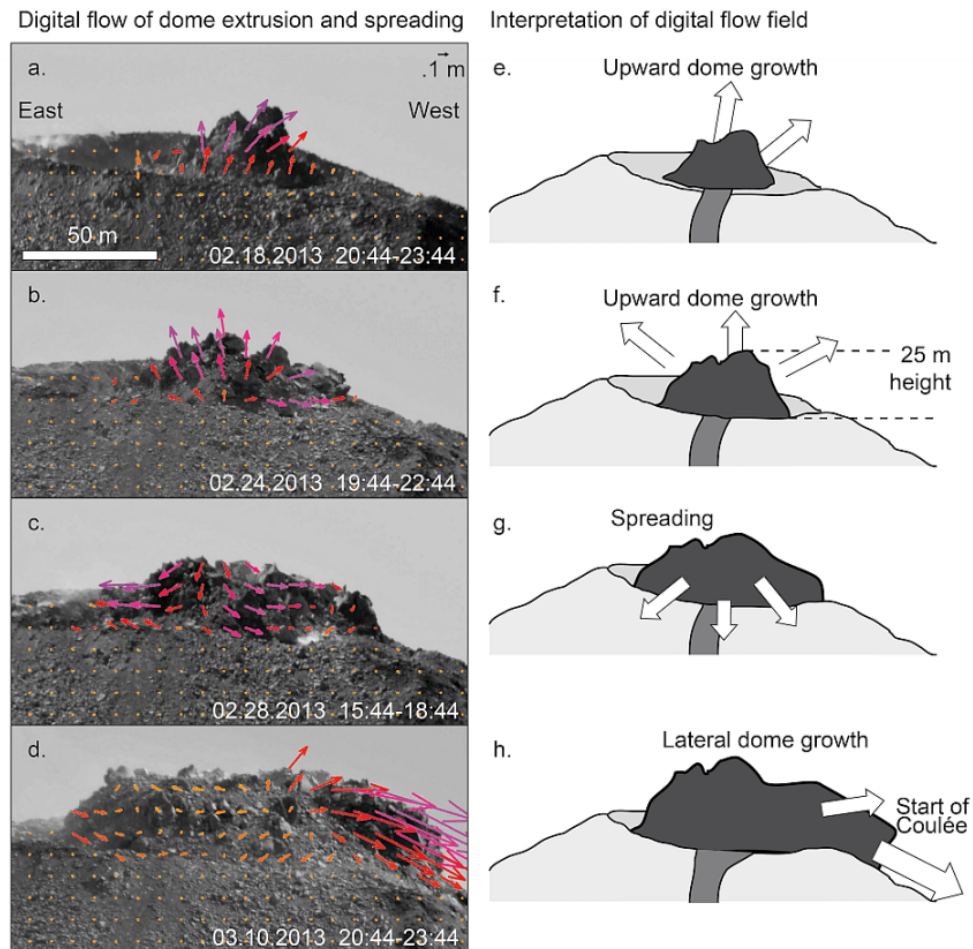 Digital flow of dome extrusion and spreading
Interpretation of digital flow field
a.
.1 m
East
West
50 m
02.18.2013 20:44-23:44
e.
Upward dome growth
b.
02.24.2013 19:44-22:44
f.
Upward dome growth
25 m
height
c.
02.28.2013 15:44-18:44
g.
Spreading
d.
03.10.2013 20:44-23:44
h.
Lateral dome growth
Start of
Coulée